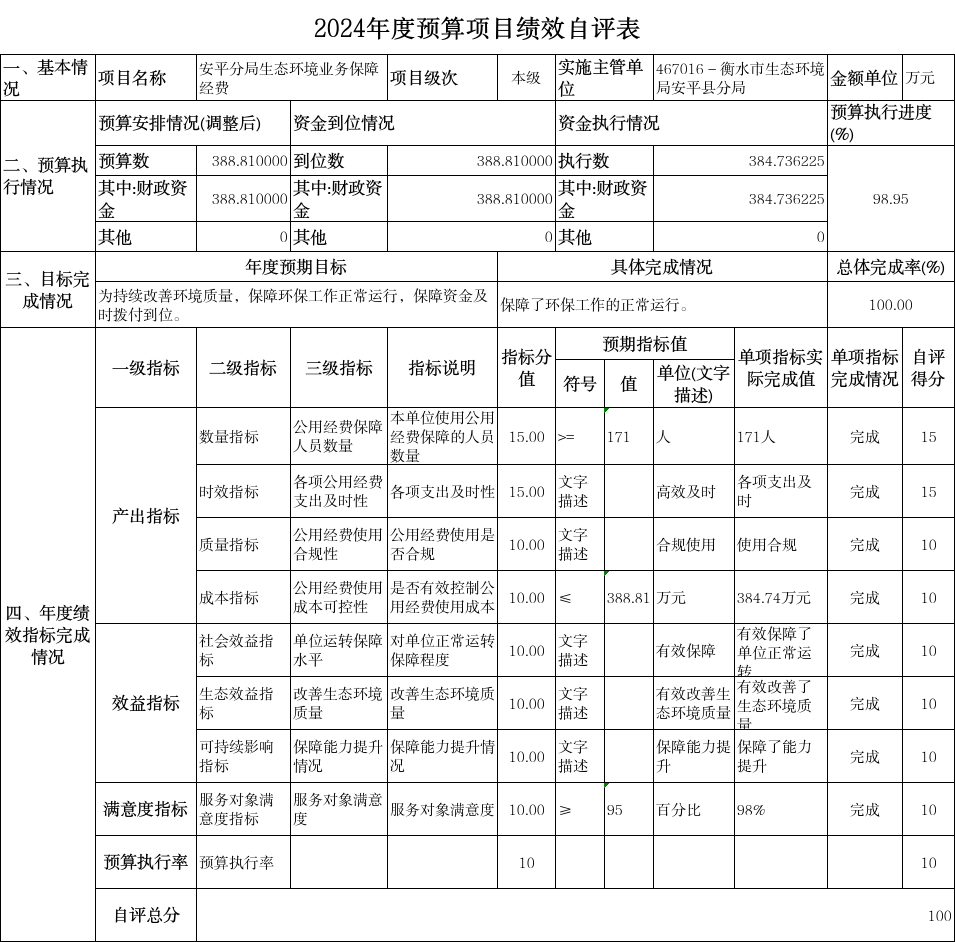 2024年度预算项目绩效自评表
一、基本情况 项目名称 安平分局生态环境业务保障经费 项目级次 本级 实施主管单位 467016－衡水市生态环境局安平县分局 金额单位 万元
二、预算执行情况 预算安排情况(调整后) 资金到位情况 资金执行情况 预算执行进度(%)
预算数 388.810000 到位数 388.810000 执行数 384.736225 98.95
其中:财政资金 388.810000 其中:财政资金 388.810000 其中:财政资金 384.736225
其他 0 其他 0 其他 0
三、目标完成情况 年度预期目标 具体完成情况 总体完成率(%)
为持续改善环境质量，保障环保工作正常运行，保障资金及时拨付到位。 保障了环保工作的正常运行。 100.00
四、年度绩效指标完成情况 一级指标 二级指标 三级指标 指标说明 指标分值 预期指标值 单项指标实际完成值 单项指标完成情况 自评得分
符号 值 单位(文字描述)
产出指标 数量指标 公用经费保障人员数量 本单位使用公用经费保障的人员数量 15.00 >= 171 人 171人 完成 15
时效指标 各项公用经费支出及时性 各项支出及时性 15.00 文字描述 高效及时 各项支出及时 完成 15
质量指标 公用经费使用合规性 公用经费使用是否合规 10.00 文字描述 合规使用 使用合规 完成 10
成本指标 公用经费使用成本可控性 是否有效控制公用经费使用成本 10.00 ≤ 388.81 万元 384.74万元 完成 10
效益指标 社会效益指标 单位运转保障水平 对单位正常运转保障程度 10.00 文字描述 有效保障 有效保障了单位正常运转 完成 10
生态效益指标 改善生态环境质量 改善生态环境质量 10.00 文字描述 有效改善生态环境质量 有效改善了生态环境质量 完成 10
可持续影响指标 保障能力提升情况 保障能力提升情况 10.00 文字描述 保障能力提升 保障了能力提升 完成 10
满意度指标 服务对象满意度指标 服务对象满意度 服务对象满意度 10.00 ≥ 95 百分比 98% 完成 10
预算执行率 预算执行率 10 10
自评总分 100